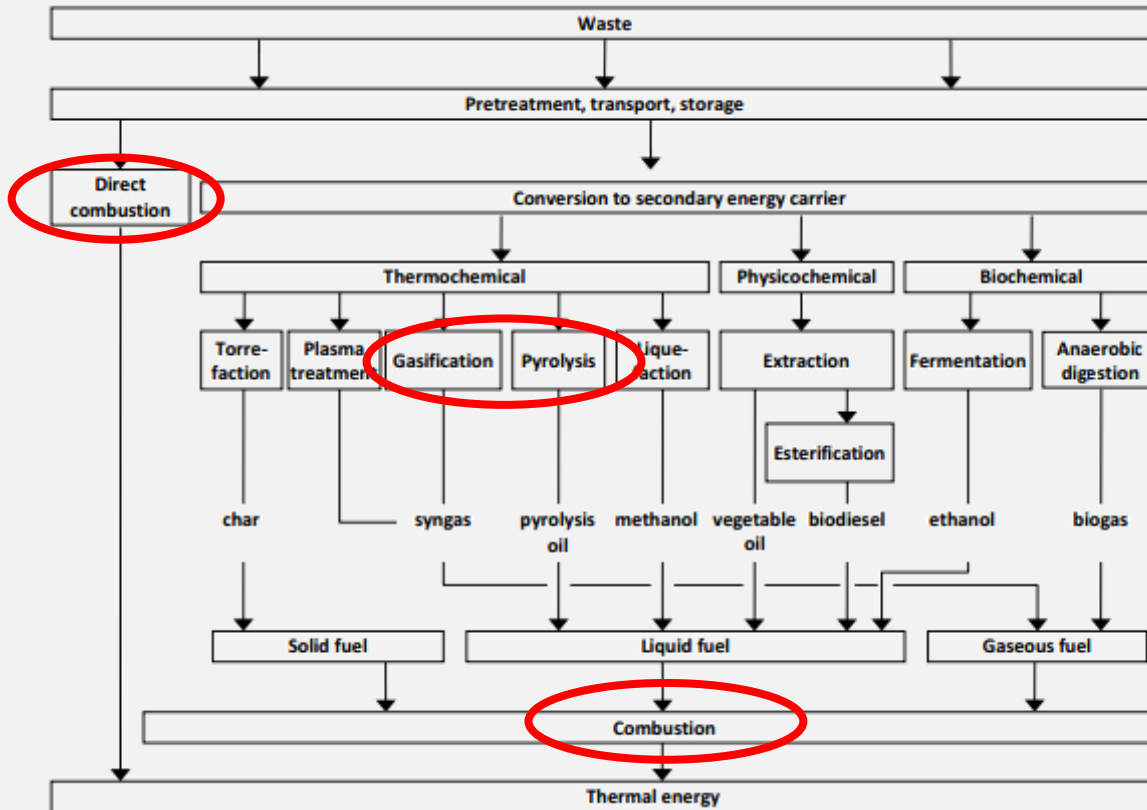 Waste
Pretreatment, transport, storage
Direct
combustion
Conversion to secondary energy carrier
Thermochemical
Physicochemical
Biochemical
Torre-
faction
Plasma
treatment
Gasification
Pyrolysis
Lique-
faction
Extraction
Fermentation
Anaerobic
digestion
Esterification
char
syngas
pyrolysis
oil
methanol
vegetable
oil
biodiesel
ethanol
biogas
Solid fuel
Liquid fuel
Gaseous fuel
Combustion
Thermal energy